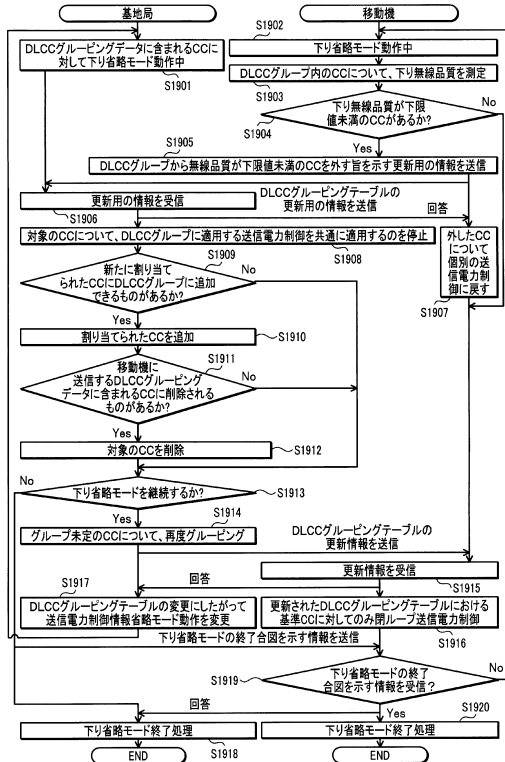 基地局
移動機
S1902
下り省略モード動作中
DLCCグルーピングデータに含まれるCCに
対して下り省略モード動作中
S1901
DLCCグループ内のCCについて、下り無線品質を測定
S1903
下り無線品質が下限
値未満のCCがあるか?
S1904
No
Yes
S1905
DLCCグループから無線品質が下限値未満のCCを外す旨を示す更新用の情報を送信
DLCCグルーピングテーブルの
更新用の情報を送信
更新用の情報を受信
S1906
回答
対象のCCについて、DLCCグループに適用する送信電力制御を共通に適用するのを停止
S1908
外したCC
について
個別の送
信電力制
御に戻す
S1907
S1909
新たに割り当て
られたCCにDLCCグループに追加
できるものがあるか?
No
Yes
割り当てられたCCを追加
S1910
S1911
移動機に
送信するDLCCグルーピング
データに含まれるCCに削除される
ものがあるか?
No
Yes
対象のCCを削除
S1912
No
下り省略モードを継続するか?
S1913
Yes
S1914
グループ未定のCCについて、再度グルーピング
DLCCグルーピングテーブルの
更新情報を送信
更新情報を受信
S1915
回答
S1917
DLCCグルーピングテーブルの変更にしたがって
送信電力制御情報省略モード動作を変更
更新されたDLCCグルーピングテーブルにおける
基準CCに対してのみ閉ループ送信電力制御
S1916
下り省略モードの終了合図を示す情報を送信
下り省略モードの終了
合図を示す情報を受信?
S1919
No
Yes
回答
S1920
下り省略モード終了処理
S1918
下り省略モード終了処理
END
END